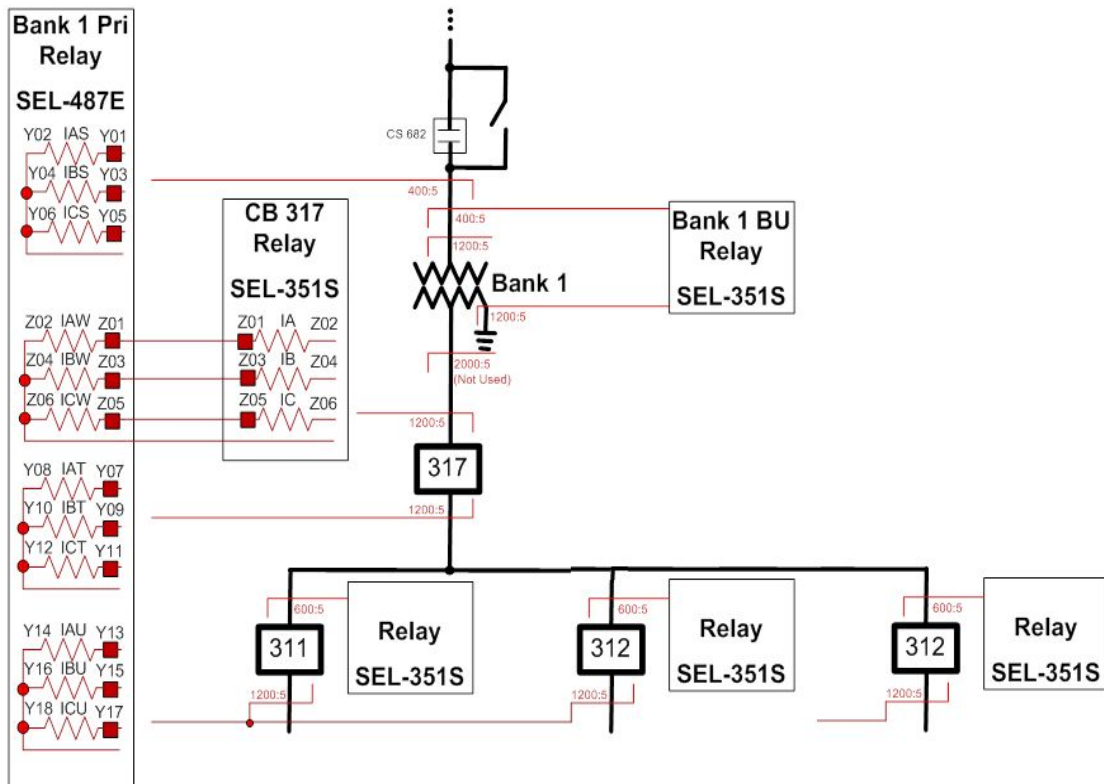 Bank 1 Pri
Relay
SEL-487E
Y02 IAS Y01
Y04 IBS Y03
Y06 ICS Y05
Z02 IAW Z01
Z04 IBW Z03
Z06 ICW Z05
Y08 IAT Y07
Y10 IBT Y09
Y12 ICT Y11
Y14 IAU Y13
Y16 IBU Y15
Y18 ICU Y17
CB 317
Relay
SEL-351S
Z01 IA Z02
Z03 IB Z04
Z05 IC Z06
CS 682
400:5
400:5
1200:5
Bank 1
1200:5
2000:5
(Not Used)
1200:5
317
1200:5
Bank 1 BU
Relay
SEL-351S
600:5
311
1200:5
Relay
SEL-351S
600:5
312
1200:5
Relay
SEL-351S
600:5
312
1200:5
Relay
SEL-351S